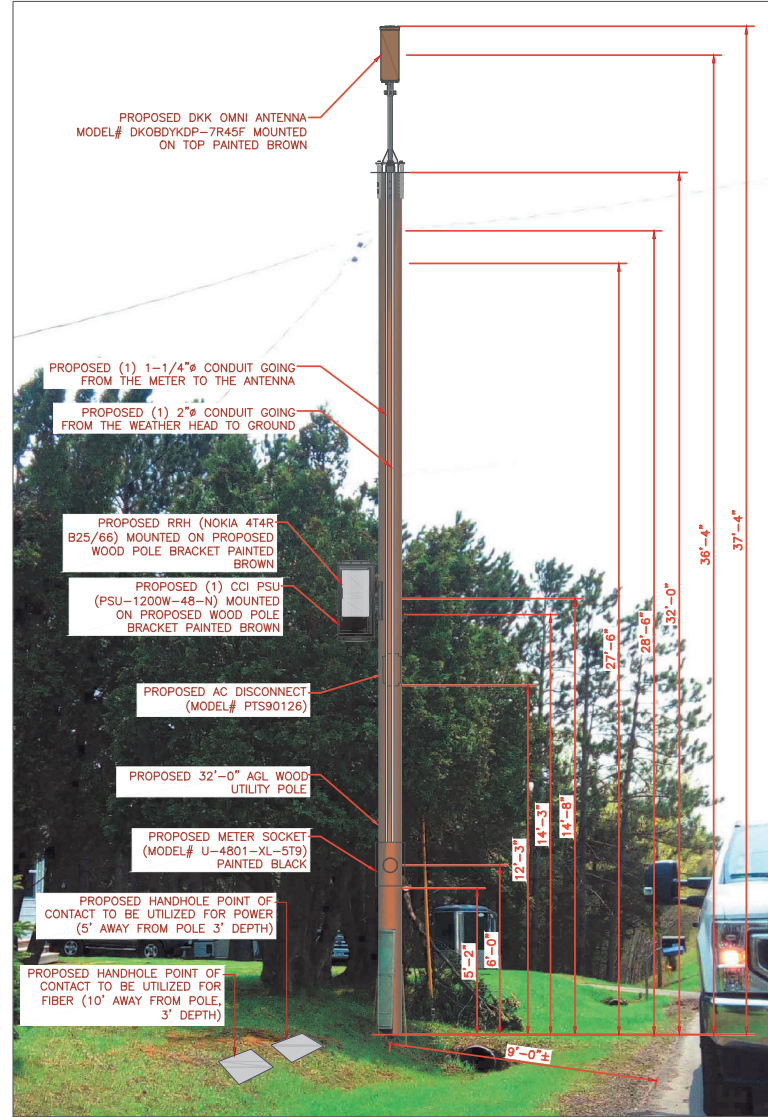 PROPOSED DKK OMNI ANTENNA
MODEL# DKOBDYKDP-7R45F MOUNTED
ON TOP PAINTED BROWN
PROPOSED (1) 1-1/4"ø CONDUIT GOING
FROM THE METER TO THE ANTENNA
PROPOSED (1) 2"ø CONDUIT GOING
FROM THE WEATHER HEAD TO GROUND
PROPOSED RRH (NOKIA 4T4R
B25/66) MOUNTED ON PROPOSED
WOOD POLE BRACKET PAINTED
BROWN
PROPOSED (1) CCI PSU
(PSU-1200W-48-N) MOUNTED
ON PROPOSED WOOD POLE
BRACKET PAINTED BROWN
PROPOSED AC DISCONNECT
(MODEL# PTS90126)
PROPOSED 32'-0" AGL WOOD
UTILITY POLE
PROPOSED METER SOCKET
(MODEL# U-4801-XL-5T9)
PAINTED BLACK
PROPOSED HANDHOLE POINT OF
CONTACT TO BE UTILIZED FOR POWER
(5' AWAY FROM POLE 3' DEPTH)
PROPOSED HANDHOLE POINT OF
CONTACT TO BE UTILIZED FOR
FIBER (10' AWAY FROM POLE,
3' DEPTH)
5'-2"
6'-0"
12'-3"
14'-3"
14'-8"
27'-6"
28'-6"
32'-0"
36'-4"
37'-4"
9'-0"±